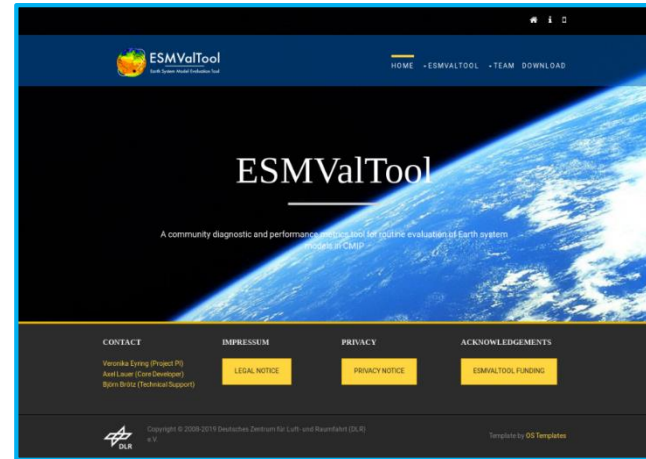 ESMValTool
Earth System Model Evaluation Tool
HOME ESMVALTOOL TEAM DOWNLOAD
ESMValTool
A community diagnostic and performance metrics tool for routine evaluation of Earth system
models in CMIP
CONTACT
Veronika Eyring (Project PI)
Axel Lauer (Core Developer)
Björn Brötz (Technical Support)
IMPRESSUM
LEGAL NOTICE
PRIVACY
PRIVACY NOTICE
ACKNOWLEDGEMENTS
ESMVALTOOL FUNDING
DLR
Copyright © 2008-2019 Deutsches Zentrum für Luft- und Raumfahrt (DLR)
e.V.
Template by OS Templates